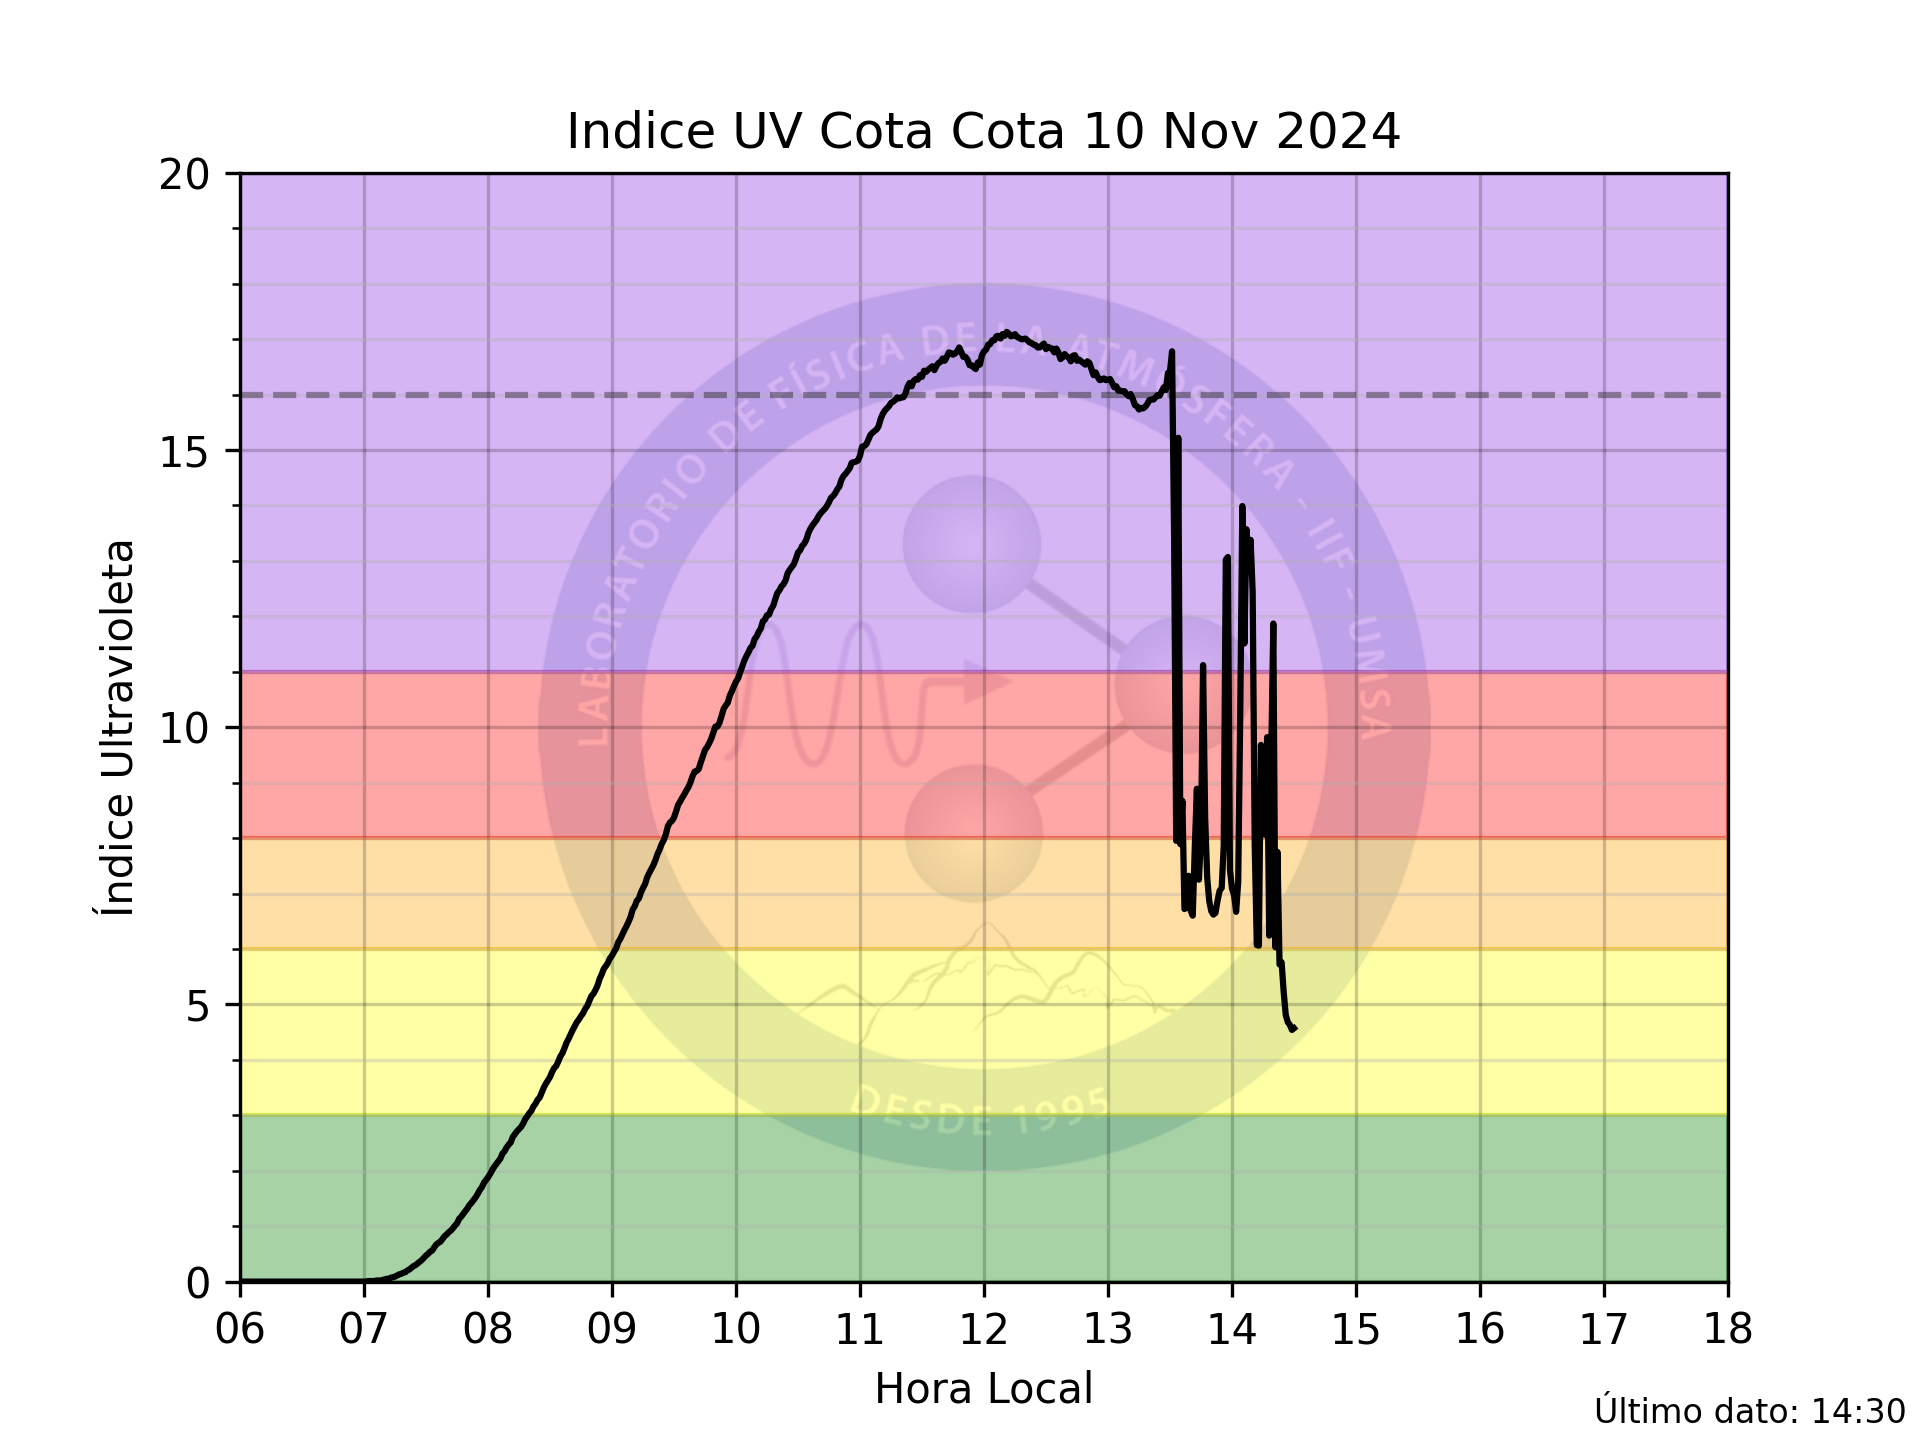 Indice UV Cota Cota 10 Nov 2024
20
15
10
5
0
Índice Ultravioleta
LABORATORIO DE FÍSICA DE LA ATMÓSFERA - IIF - UMSA
DESDE 1995
06 07 08 09 10 11 12 13 14 15 16 17 18
Hora Local
Último dato: 14:30